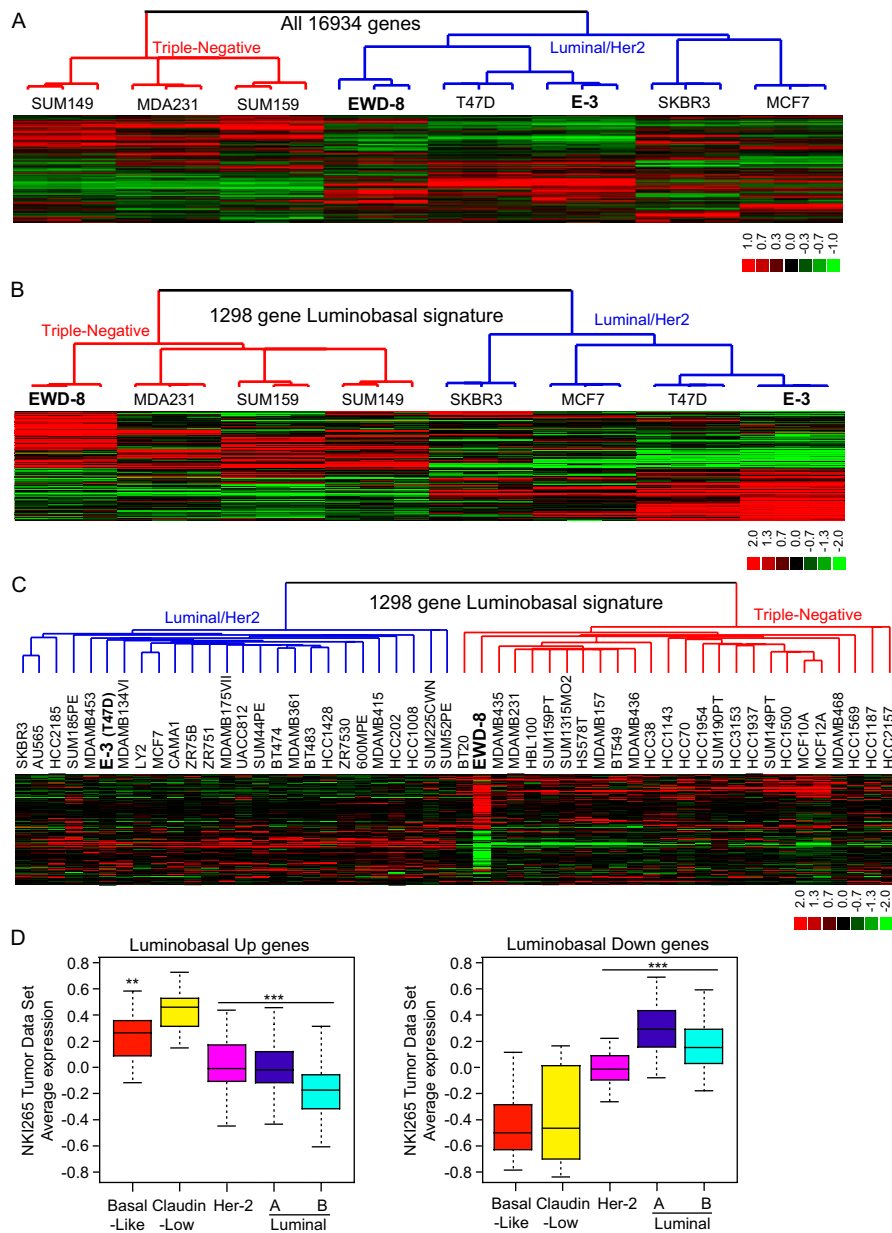 A
All 16934 genes
Triple-Negative
Luminal/Her2
SUM149 MDA231 SUM159 EWD-8 T47D E-3 SKBR3 MCF7
1.0 0.7 0.3 0.0 -0.3 -0.7 -1.0
B
1298 gene Luminobasal signature
Triple-Negative
Luminal/Her2
EWD-8 MDA231 SUM159 SUM149 SKBR3 MCF7 T47D E-3
2.0 1.3 0.7 0.0 -0.7 -1.3 -2.0
C
1298 gene Luminobasal signature
Luminal/Her2
Triple-Negative
SKBR3
AU565
HCC2185
SUM185PE
MDAMB453
E-3 (T47D)
MDAMB134VI
LY2
MCF7
CAMA1
ZR75B
ZR751
MDAMB175VII
UACC812
SUM44PE
BT474
MDAMB361
BT483
HCC1428
ZR7530
600MPE
MDAMB415
HCC202
HCC1008
SUM225CWN
SUM52PE
BT20
EWD-8
MDAMB435
MDAMB231
HBL100
SUM159PT
SUM1315MO2
HS578T
MDAMB157
BT549
MDAMB436
HCC38
HCC1143
HCC70
HCC1954
SUM190PT
HCC3153
HCC1937
SUM149PT
HCC1500
MCF10A
MCF12A
MDAMB468
HCC1569
HCC1187
HCC2157
2.0 1.3 0.7 0.0 -0.7 -1.3 -2.0
D
Luminobasal Up genes
NKI265 Tumor Data Set
Average expression
0.8
0.6
0.4
0.2
0.0
-0.2
-0.4
-0.6
-0.8
**
***
Basal
-Like
Claudin
-Low
Her-2
A
B
Luminal
Luminobasal Down genes
NKI265 Tumor Data Set
Average expression
0.8
0.6
0.4
0.2
0.0
-0.2
-0.4
-0.6
-0.8
***
Basal
-Like
Claudin
-Low
Her-2
A
B
Luminal